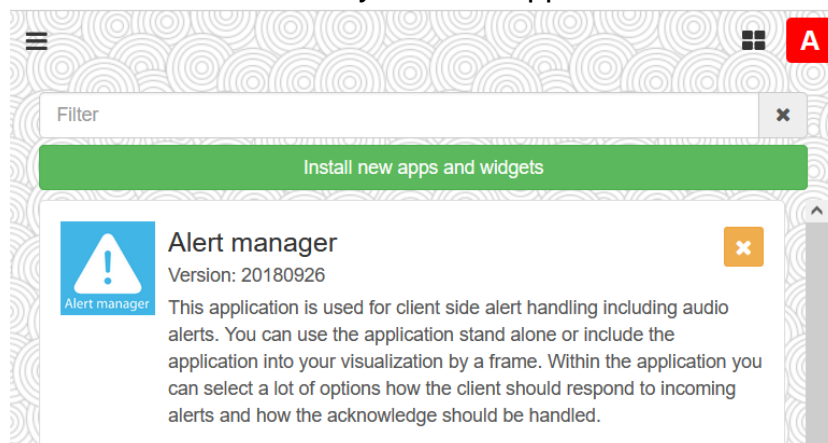 A
Filter
Install new apps and widgets
Alert manager
Alert manager
Version: 20180926
This application is used for client side alert handling including audio
alerts. You can use the application stand alone or include the
application into your visualization by a frame. Within the application you
can select a lot of options how the client should respond to incoming
alerts and how the acknowledge should be handled.